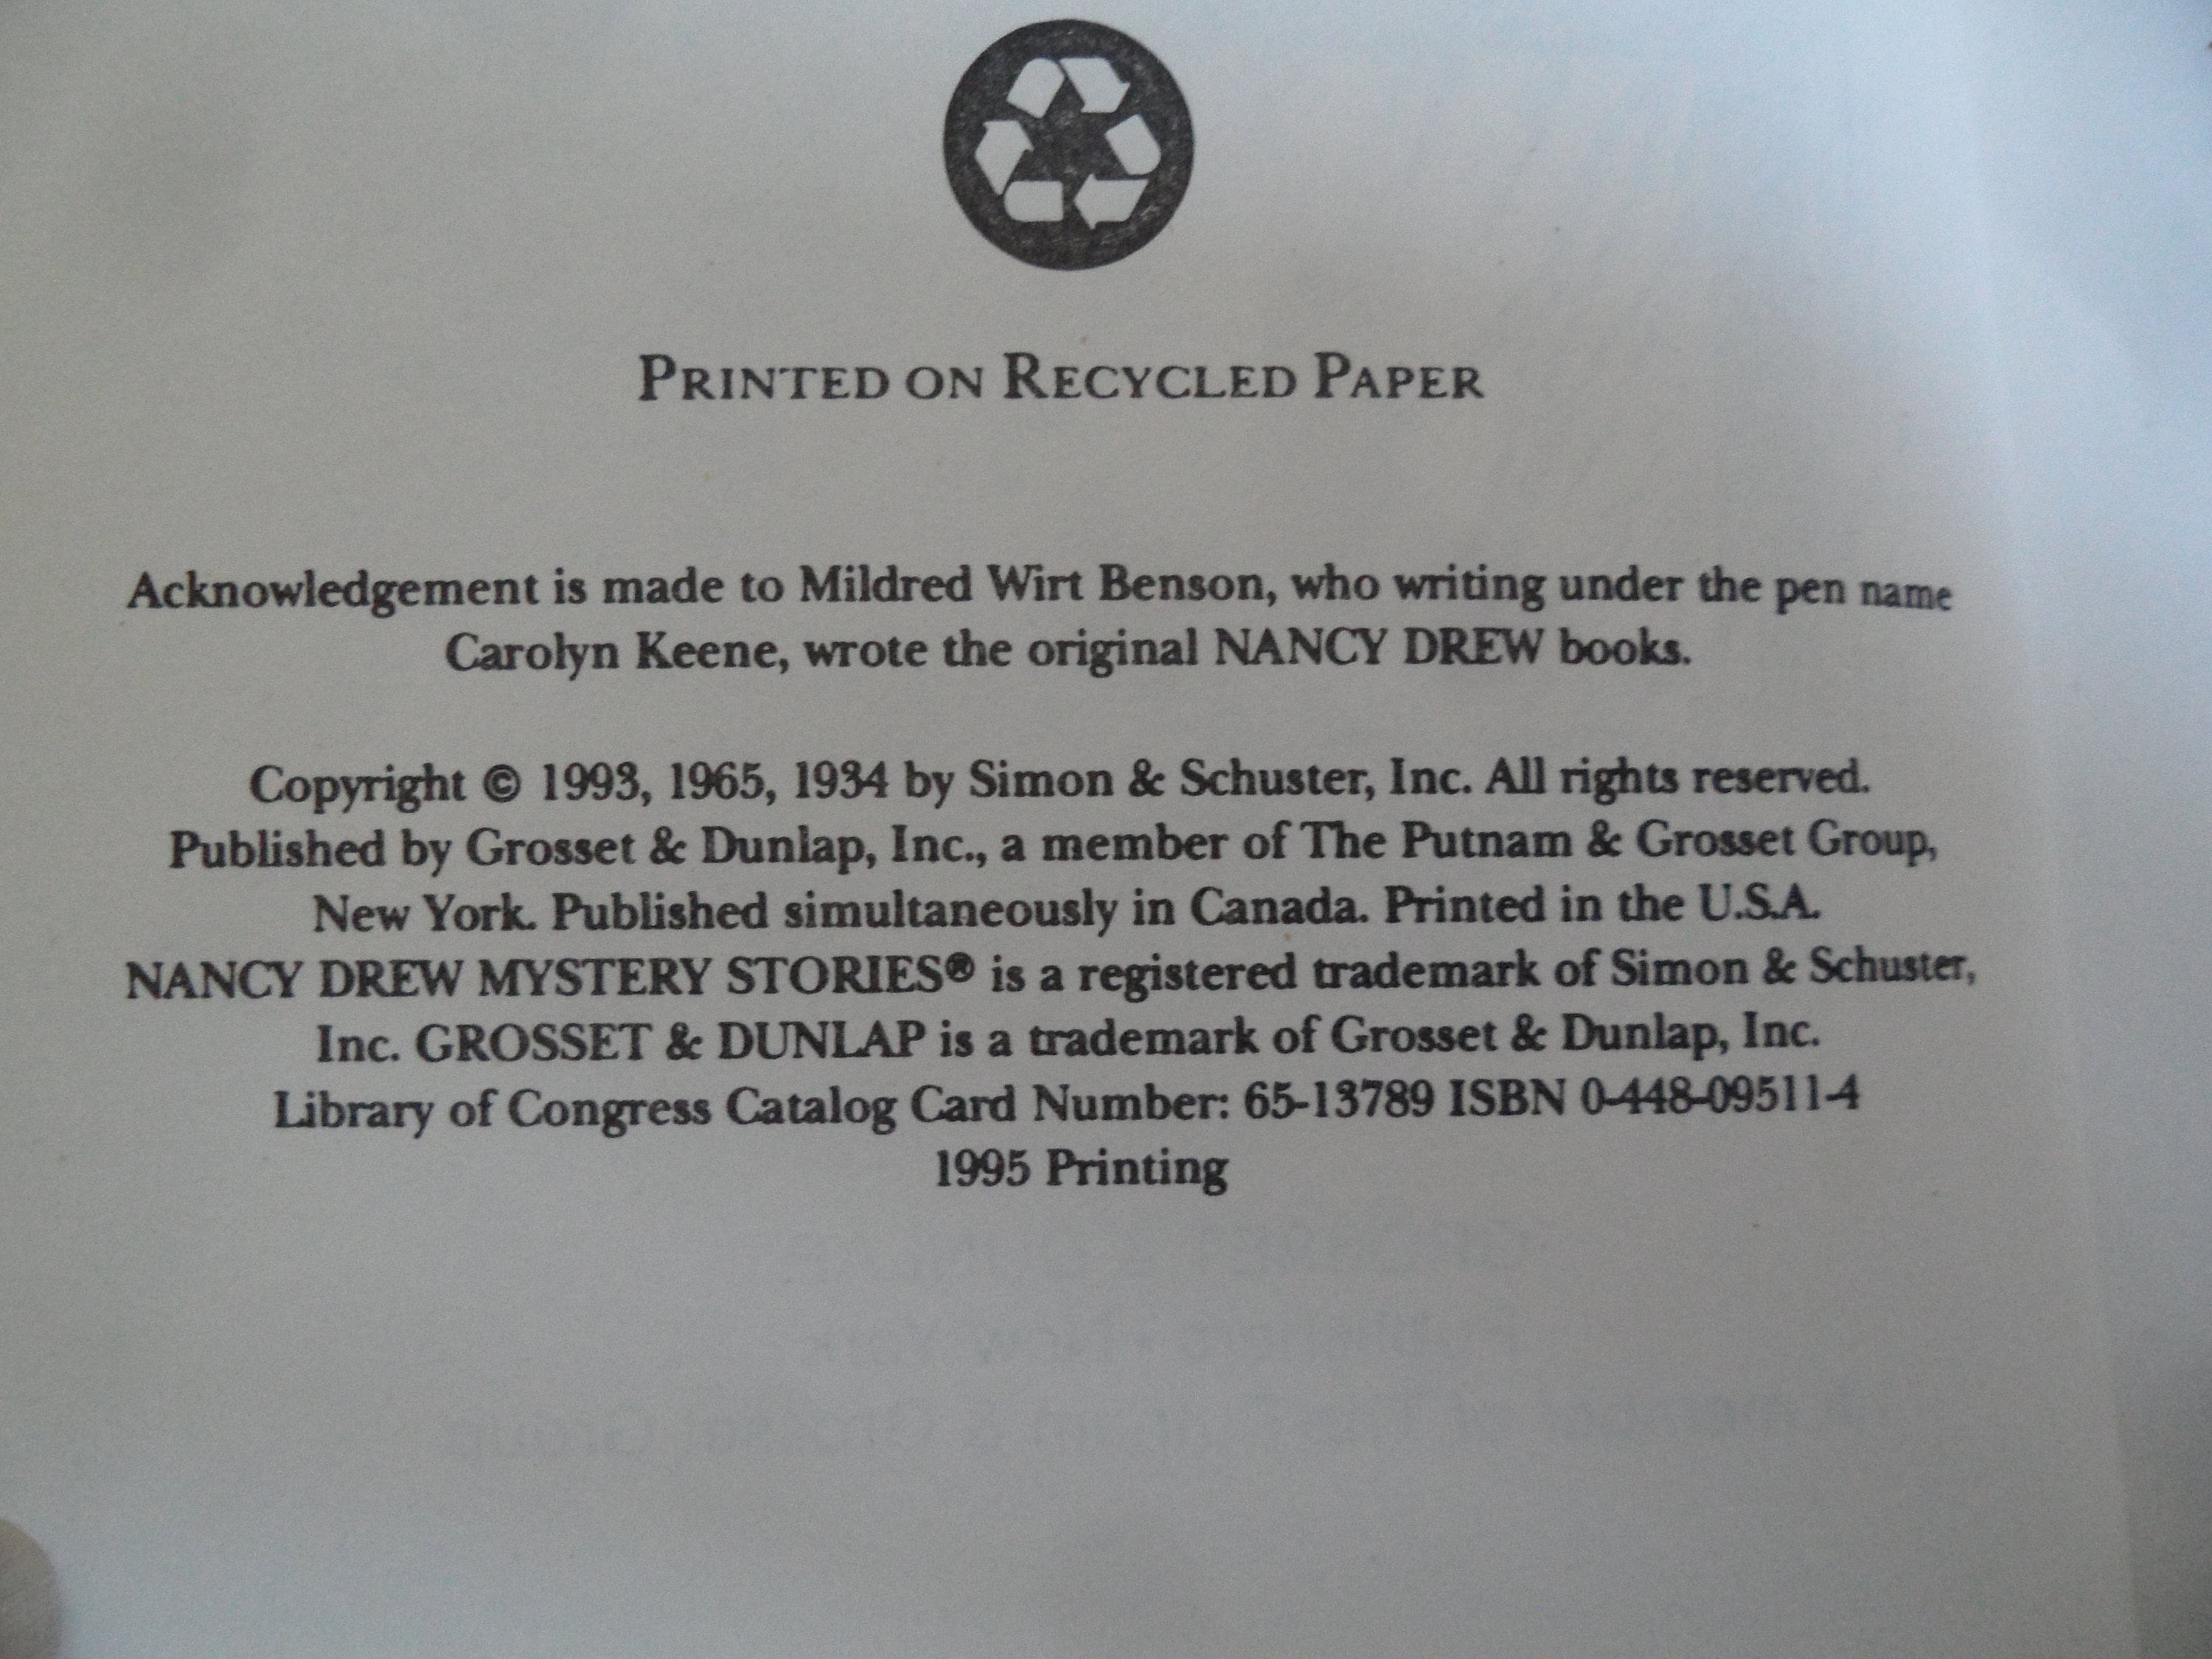 PRINTED ON RECYCLED PAPER
Acknowledgement is made to Mildred Wirt Benson, who writing under the pen name
Carolyn Keene, wrote the original NANCY DREW books.
Copyright © 1993, 1965, 1934 by Simon & Schuster, Inc. All rights reserved.
Published by Grosset & Dunlap, Inc., a member of The Putnam & Grosset Group,
New York. Published simultaneously in Canada. Printed in the U.S.A.
NANCY DREW MYSTERY STORIES® is a registered trademark of Simon & Schuster,
Inc. GROSSET & DUNLAP is a trademark of Grosset & Dunlap, Inc.
Library of Congress Catalog Card Number: 65-13789 ISBN 0-448-09511-4
1995 Printing